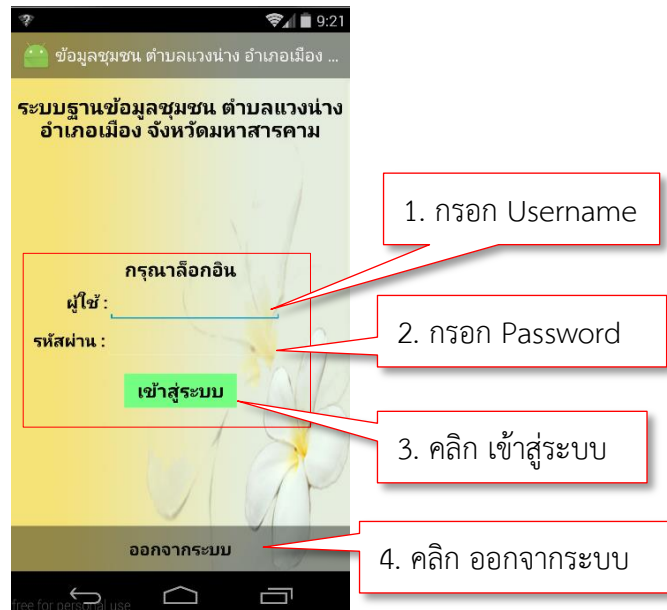 9:21
ข้อมูลชุมชน ตำบลแวงน่าง อำเภอเมือง ...
ระบบฐานข้อมูลชุมชน ตำบลแวงน่าง
อำเภอเมือง จังหวัดมหาสารคาม
1. กรอก Username
กรุณาล็อกอิน
ผู้ใช้ :
2. กรอก Password
รหัสผ่าน :
เข้าสู่ระบบ
3. คลิก เข้าสู่ระบบ
ออกจากระบบ
4. คลิก ออกจากระบบ
free for personal use